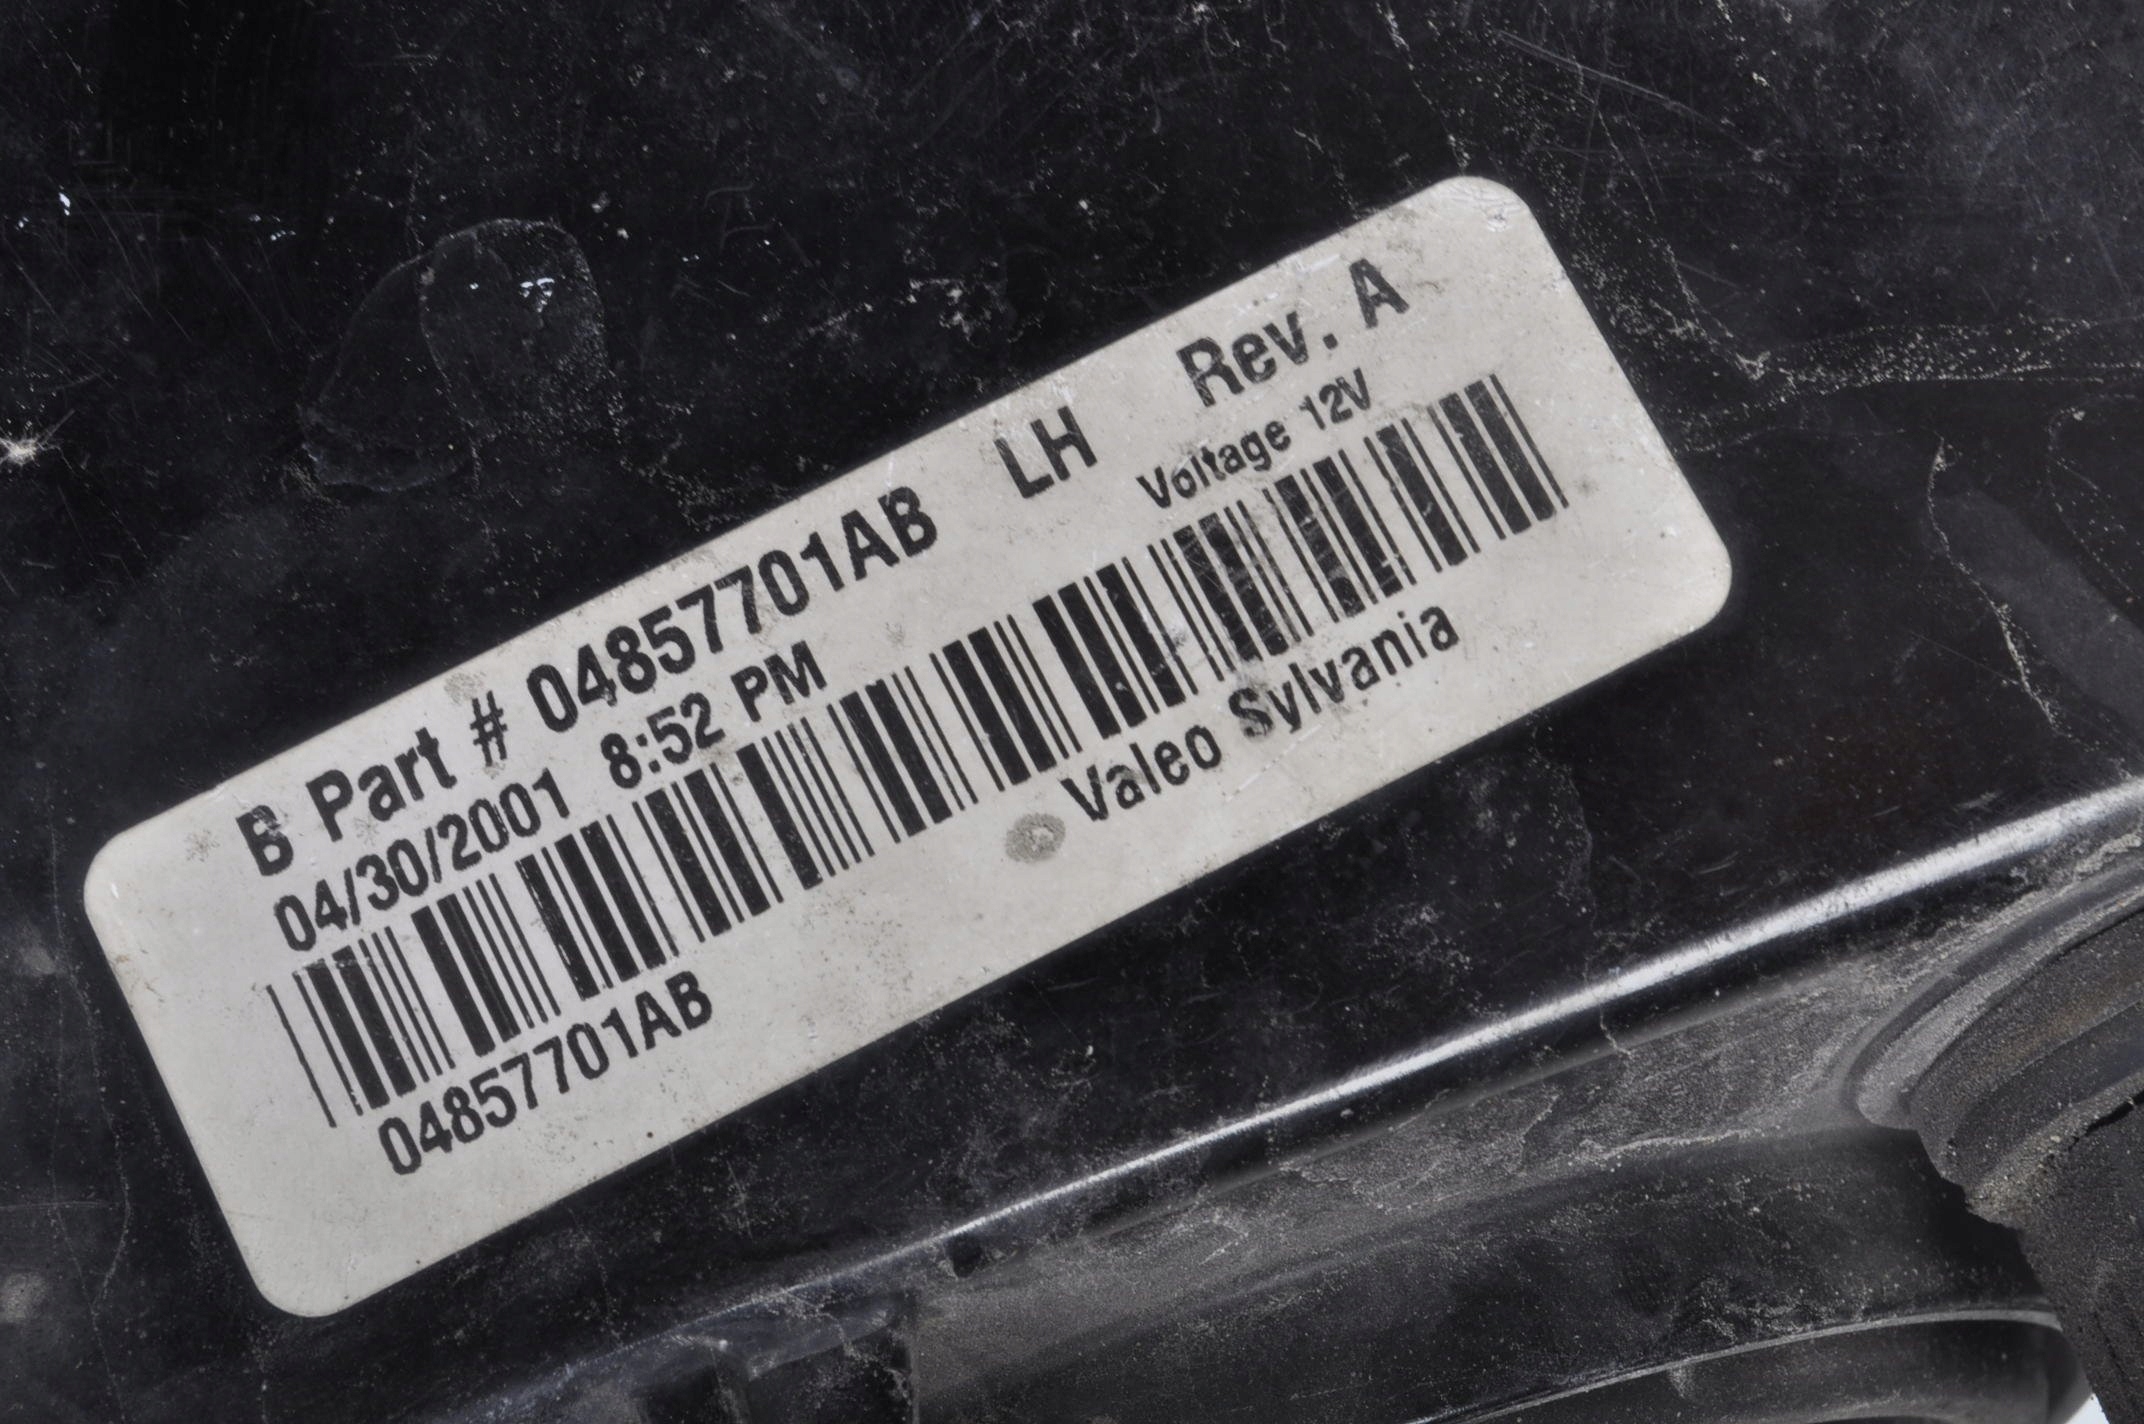 B Part # 04857701AB LH Rev. A
04/30/2001 8:52 PM Voltage 12V
04857701AB Valeo Sylvania